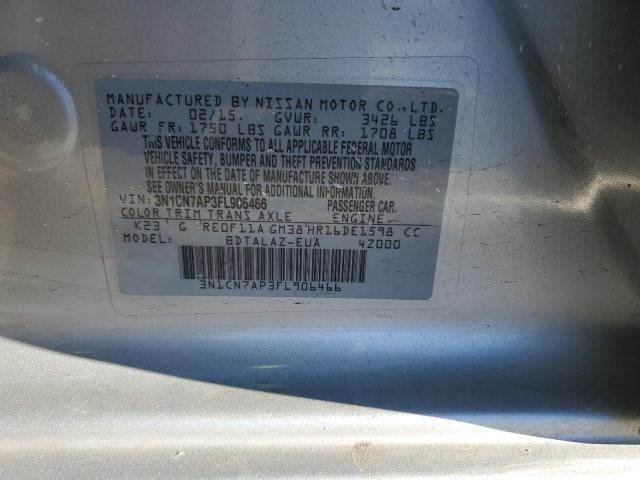 MANUFACTURED BY NISSAN MOTOR CO., LTD.
DATE: 02/15. GVWR: 3426 LBS
GAWR FR: 1750 LBS GAWR RR: 1708 LBS
THIS VEHICLE CONFORMS TO ALL APPLICABLE FEDERAL MOTOR
VEHICLE SAFETY, BUMPER AND THEFT PREVENTION STANDARDS
IN EFFECT ON THE DATE OF MANUFACTURE SHOWN ABOVE.
SEE OWNER'S MANUAL FOR ADDITIONAL INFORMATION
VIN: 3N1CN7AP3FL906466 PASSENGER CAR.
COLOR TRIM TRANS AXLE ENGINE
K23 G RE0F11A GM38 HR16DE1598 CC
MODEL: BDTALAZ-EUA 4Z000
3N1CN7AP3FL906466